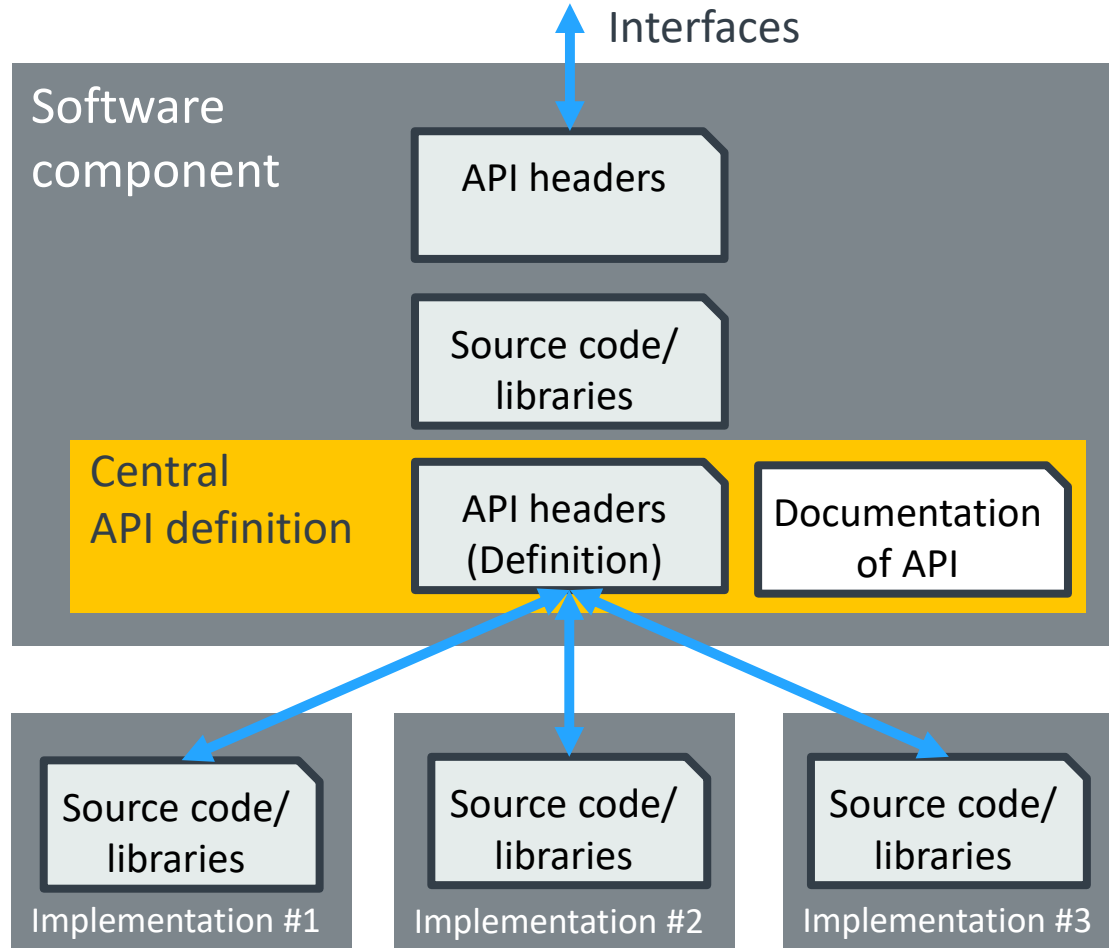 Interfaces
Software
component
API headers
Source code/
libraries
Central
API definition
API headers
(Definition)
Documentation
of API
Source code/
libraries
Implementation #1
Source code/
libraries
Implementation #2
Source code/
libraries
Implementation #3